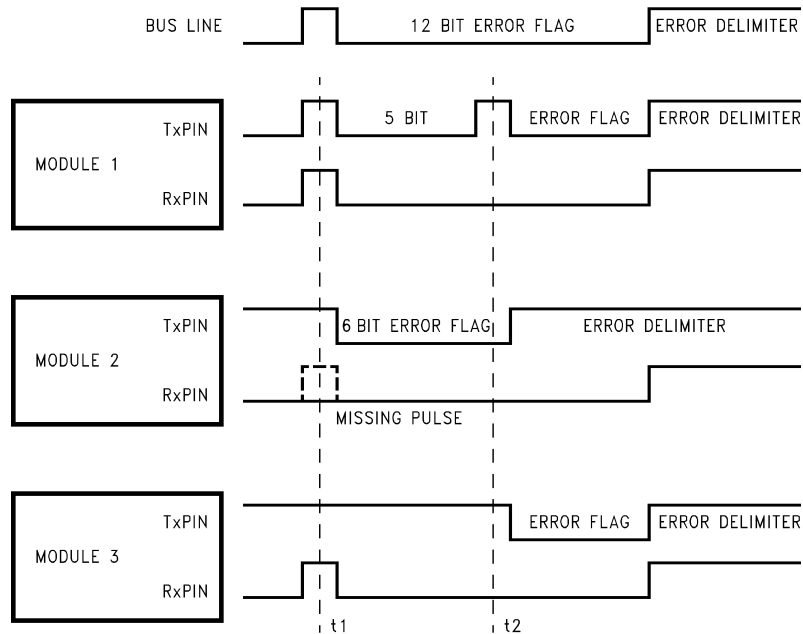 BUS LINE 12 BIT ERROR FLAG ERROR DELIMITER
TxPIN 5 BIT ERROR FLAG ERROR DELIMITER
MODULE 1
RxPIN
TxPIN 6 BIT ERROR FLAG ERROR DELIMITER
MODULE 2
RxPIN
MISSING PULSE
TxPIN ERROR FLAG ERROR DELIMITER
MODULE 3
RxPIN
t1 t2